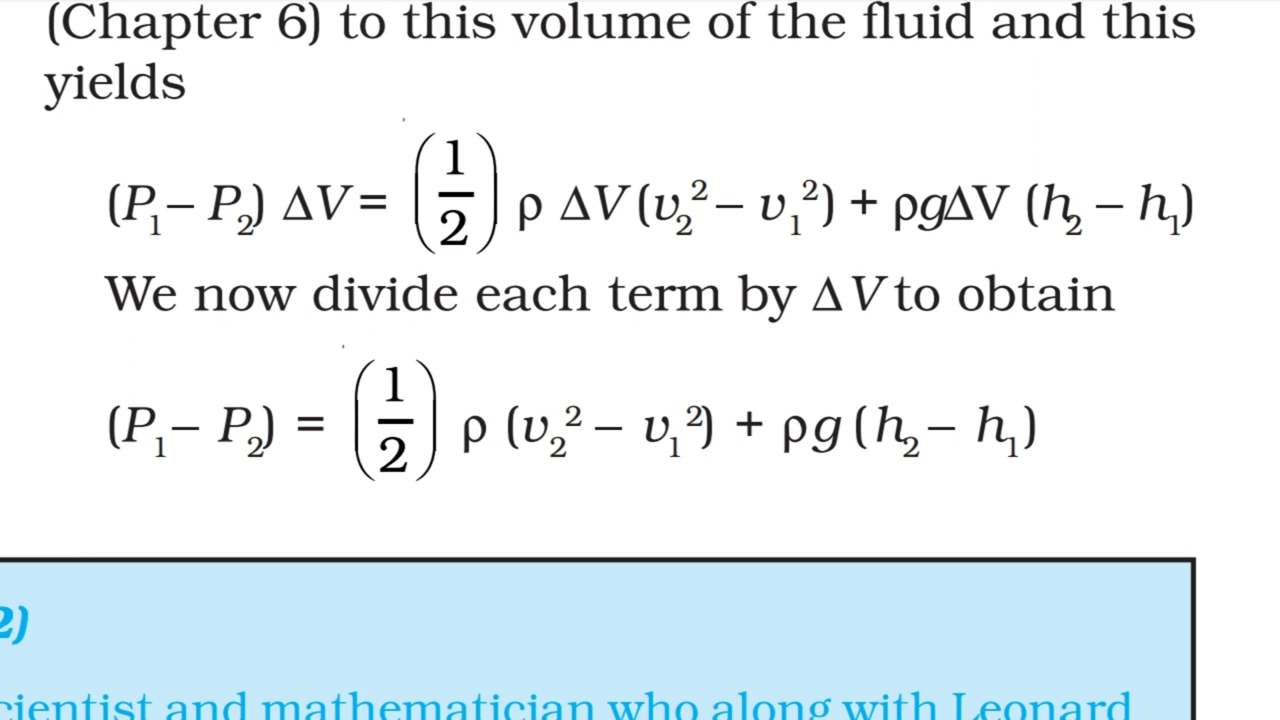 (Chapter 6) to this volume of the fluid and this
yields
(P₁– P₂) ΔV = (1/2) ρ ΔV (v₂² – v₁²) + ρgΔV (h₂ – h₁)
We now divide each term by ΔV to obtain
(P₁– P₂) = (1/2) ρ (v₂² – v₁²) + ρg (h₂ – h₁)
2)
cientist and mathematician who along with Leonard